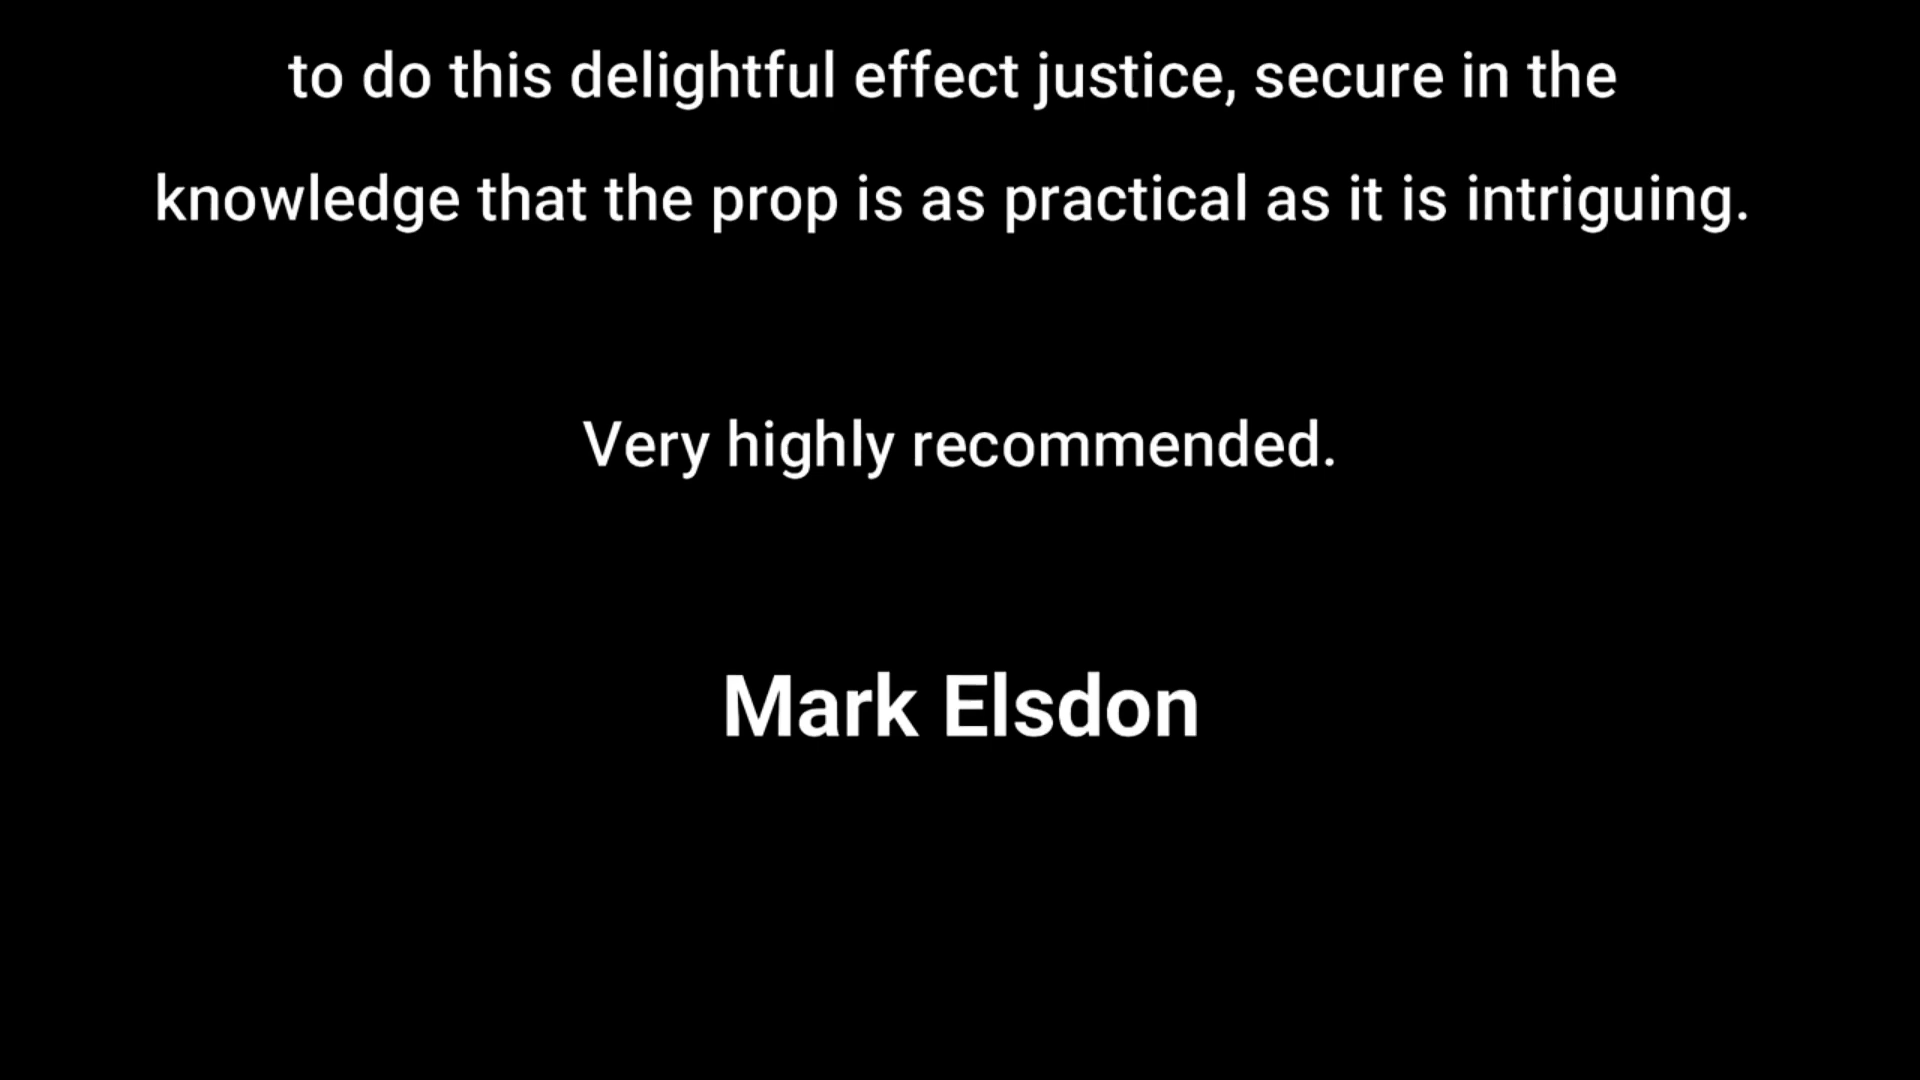 to do this delightful effect justice, secure in the
knowledge that the prop is as practical as it is intriguing.
Very highly recommended.
Mark Elsdon